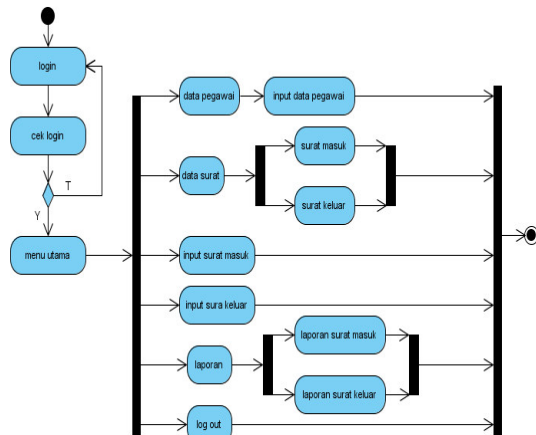 login
cek login
T
Y
menu utama
data pegawai
input data pegawai
data surat
surat masuk
surat keluar
input surat masuk
input sura keluar
laporan
laporan surat masuk
laporan surat keluar
log out